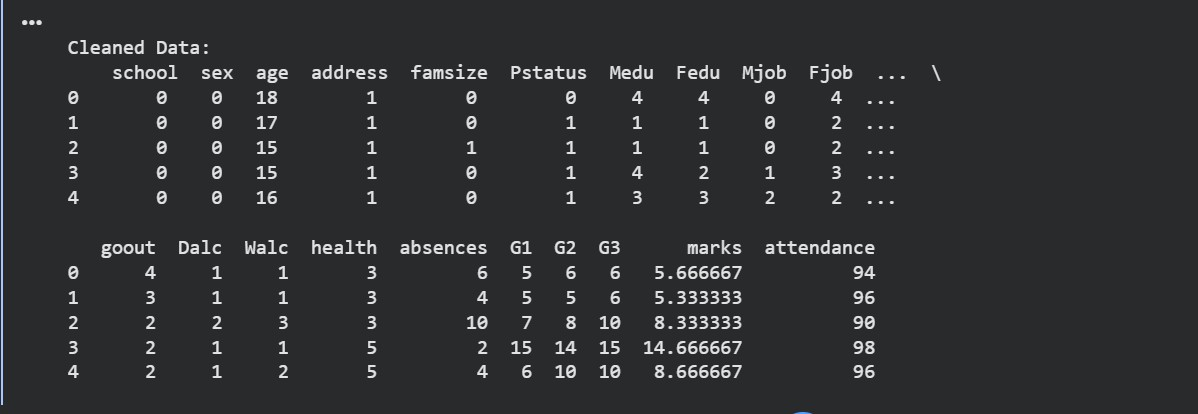 ...
Cleaned Data:
school sex age address famsize Pstatus Medu Fedu Mjob Fjob ... \
0 0 0 18 1 0 0 4 4 0 4 ...
1 0 0 17 1 0 1 1 1 0 2 ...
2 0 0 15 1 1 1 1 1 0 2 ...
3 0 0 15 1 0 1 4 2 1 3 ...
4 0 0 16 1 0 1 3 3 2 2 ...
goout Dalc Walc health absences G1 G2 G3 marks attendance
0 4 1 1 3 6 5 6 6 5.666667 94
1 3 1 1 3 4 5 5 6 5.333333 96
2 2 2 3 3 10 7 8 10 8.333333 90
3 2 1 1 5 2 15 14 15 14.666667 98
4 2 1 2 5 4 6 10 10 8.666667 96